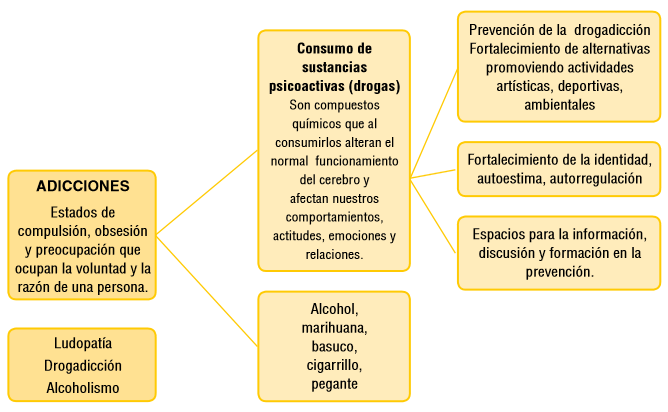 ADICCIONES
Estados de
compulsión, obsesión
y preocupación que
ocupan la voluntad y la
razón de una persona.
Ludopatía
Drogadicción
Alcoholismo
Consumo de
sustancias
psicoactivas (drogas)
Son compuestos
químicos que al
consumirlos alteran el
normal funcionamiento
del cerebro y
afectan nuestros
comportamientos,
actitudes, emociones y
relaciones.
Alcohol,
marihuana,
basuco,
cigarrillo,
pegante
Prevención de la drogadicción
Fortalecimiento de alternativas
promoviendo actividades
artísticas, deportivas,
ambientales
Fortalecimiento de la identidad,
autoestima, autorregulación
Espacios para la información,
discusión y formación en la
prevención.